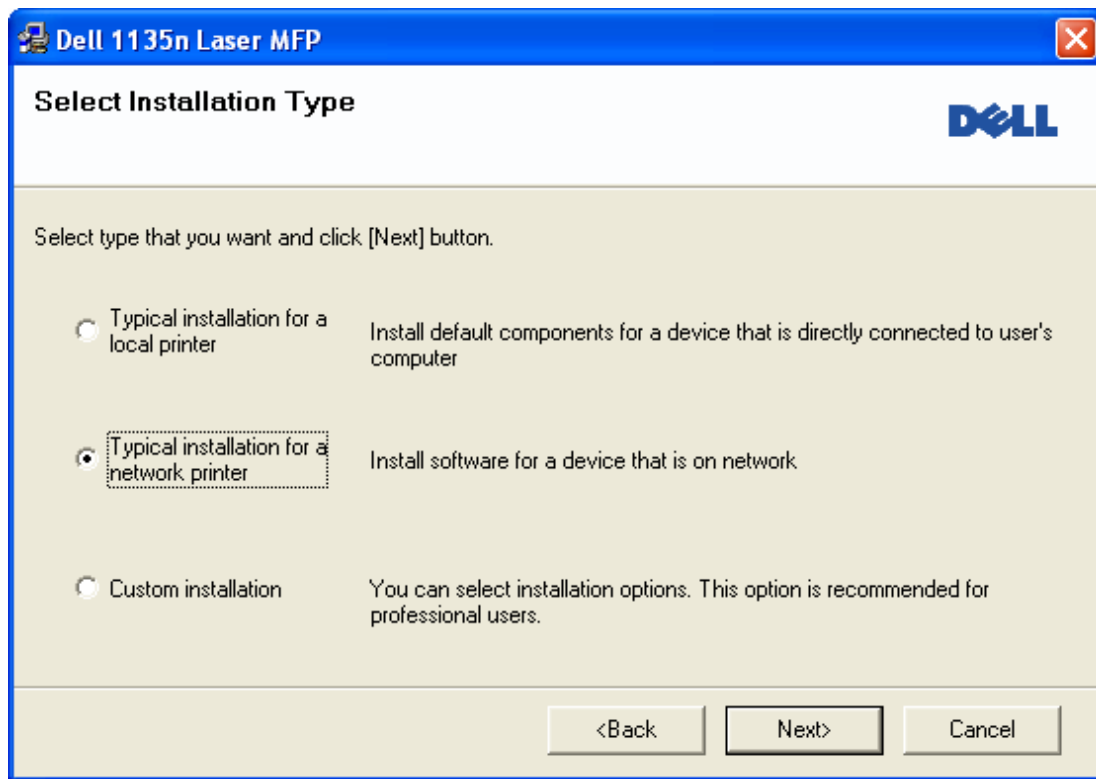 Dell 1135n Laser MFP
Select Installation Type
DELL
Select type that you want and click [Next] button.
Typical installation for a
local printer
Install default components for a device that is directly connected to user's
computer
Typical installation for a
network printer
Install software for a device that is on network
Custom installation
You can select installation options. This option is recommended for
professional users.
<Back
Next>
Cancel